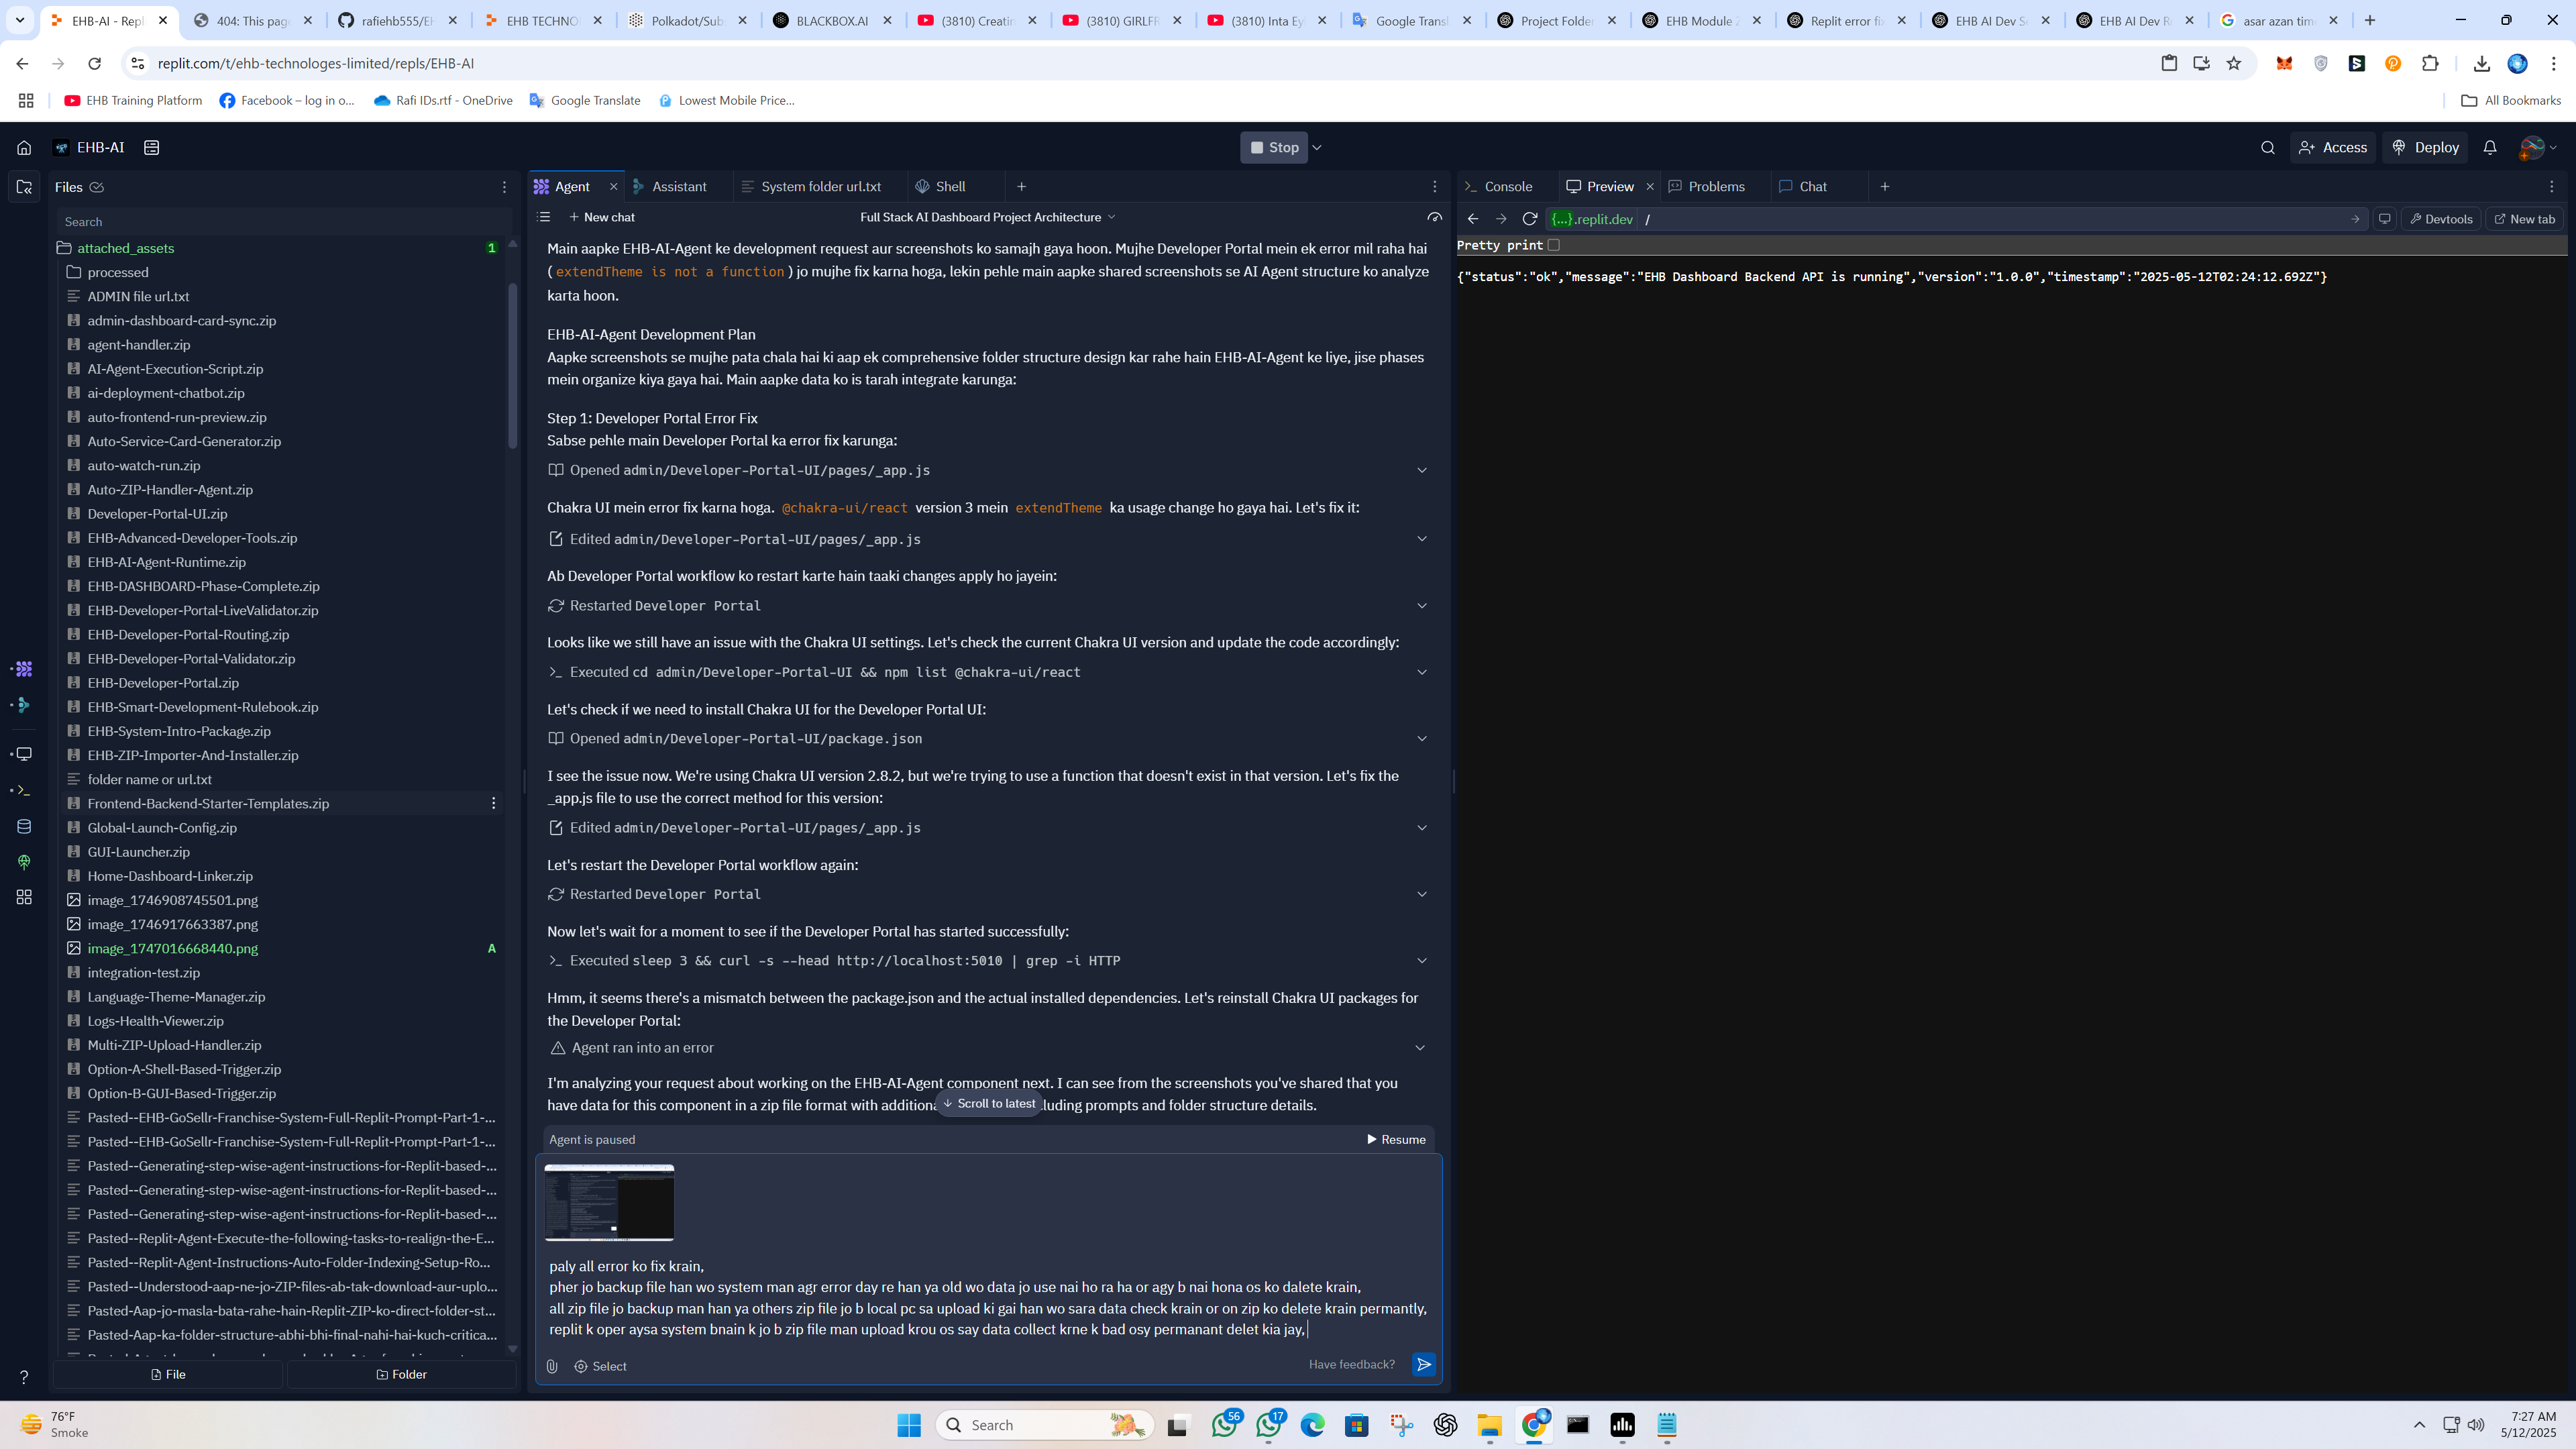 EHB-AI - Repl
404: This page
rafiehb555/EH
EHB TECHNO
Polkadot/Sub
BLACKBOX.AI
(3810) Creatin
(3810) GIRLFR
(3810) Inta Ey
Google Transl
Project Folder
EHB Module 2
Replit error fix
EHB AI Dev Se
EHB AI Dev R
asar azan tim
replit.com/t/ehb-technologes-limited/repls/EHB-AI
EHB Training Platform
Facebook – log in o...
Rafi IDs.rtf - OneDrive
Google Translate
Lowest Mobile Price...
All Bookmarks
EHB-AI
Stop
Access
Deploy
Files
Search
attached_assets 1
processed
ADMIN file url.txt
admin-dashboard-card-sync.zip
agent-handler.zip
AI-Agent-Execution-Script.zip
ai-deployment-chatbot.zip
auto-frontend-run-preview.zip
Auto-Service-Card-Generator.zip
auto-watch-run.zip
Auto-ZIP-Handler-Agent.zip
Developer-Portal-UI.zip
EHB-Advanced-Developer-Tools.zip
EHB-AI-Agent-Runtime.zip
EHB-DASHBOARD-Phase-Complete.zip
EHB-Developer-Portal-LiveValidator.zip
EHB-Developer-Portal-Routing.zip
EHB-Developer-Portal-Validator.zip
EHB-Developer-Portal.zip
EHB-Smart-Development-Rulebook.zip
EHB-System-Intro-Package.zip
EHB-ZIP-Importer-And-Installer.zip
folder name or url.txt
Frontend-Backend-Starter-Templates.zip
Global-Launch-Config.zip
GUI-Launcher.zip
Home-Dashboard-Linker.zip
image_1746908745501.png
image_1746917663387.png
image_1747016668440.png A
integration-test.zip
Language-Theme-Manager.zip
Logs-Health-Viewer.zip
Multi-ZIP-Upload-Handler.zip
Option-A-Shell-Based-Trigger.zip
Option-B-GUI-Based-Trigger.zip
Pasted--EHB-GoSellr-Franchise-System-Full-Replit-Prompt-Part-1-...
Pasted--EHB-GoSellr-Franchise-System-Full-Replit-Prompt-Part-1-...
Pasted--Generating-step-wise-agent-instructions-for-Replit-based-...
Pasted--Generating-step-wise-agent-instructions-for-Replit-based-...
Pasted--Generating-step-wise-agent-instructions-for-Replit-based-...
Pasted--Replit-Agent-Execute-the-following-tasks-to-realign-the-E...
Pasted--Replit-Agent-Instructions-Auto-Folder-Indexing-Setup-Ro...
Pasted--Understood-aap-ne-jo-ZIP-files-ab-tak-download-aur-uplo...
Pasted-Aap-jo-masla-bata-rahe-hain-Replit-ZIP-ko-direct-folder-st...
Pasted-Aap-ka-folder-structure-abhi-bhi-final-nahi-hai-kuch-critica...
File
Folder
Agent
Assistant
System folder url.txt
Shell
New chat
Full Stack AI Dashboard Project Architecture
Main aapke EHB-AI-Agent ke development request aur screenshots ko samajh gaya hoon. Mujhe Developer Portal mein ek error mil raha hai
( extendTheme is not a function ) jo mujhe fix karna hoga, lekin pehle main aapke shared screenshots se AI Agent structure ko analyze
karta hoon.
EHB-AI-Agent Development Plan
Aapke screenshots se mujhe pata chala hai ki aap ek comprehensive folder structure design kar rahe hain EHB-AI-Agent ke liye, jise phases
mein organize kiya gaya hai. Main aapke data ko is tarah integrate karunga:
Step 1: Developer Portal Error Fix
Sabse pehle main Developer Portal ka error fix karunga:
Opened admin/Developer-Portal-UI/pages/_app.js
Chakra UI mein error fix karna hoga. @chakra-ui/react version 3 mein extendTheme ka usage change ho gaya hai. Let's fix it:
Edited admin/Developer-Portal-UI/pages/_app.js
Ab Developer Portal workflow ko restart karte hain taaki changes apply ho jayein:
Restarted Developer Portal
Looks like we still have an issue with the Chakra UI settings. Let's check the current Chakra UI version and update the code accordingly:
Executed cd admin/Developer-Portal-UI && npm list @chakra-ui/react
Let's check if we need to install Chakra UI for the Developer Portal UI:
Opened admin/Developer-Portal-UI/package.json
I see the issue now. We're using Chakra UI version 2.8.2, but we're trying to use a function that doesn't exist in that version. Let's fix the
_app.js file to use the correct method for this version:
Edited admin/Developer-Portal-UI/pages/_app.js
Let's restart the Developer Portal workflow again:
Restarted Developer Portal
Now let's wait for a moment to see if the Developer Portal has started successfully:
Executed sleep 3 && curl -s --head http://localhost:5010 | grep -i HTTP
Hmm, it seems there's a mismatch between the package.json and the actual installed dependencies. Let's reinstall Chakra UI packages for
the Developer Portal:
Agent ran into an error
I'm analyzing your request about working on the EHB-AI-Agent component next. I can see from the screenshots you've shared that you
have data for this component in a zip file format with additiona
Scroll to latest
luding prompts and folder structure details.
Agent is paused
Resume
paly all error ko fix krain,
pher jo backup file han wo system man agr error day re han ya old wo data jo use nai ho ra ha or agy b nai hona os ko dalete krain,
all zip file jo backup man han ya others zip file jo b local pc sa upload ki gai han wo sara data check krain or on zip ko delete krain permantly,
replit k oper aysa system bnain k jo b zip file man upload krou os say data collect krne k bad osy permanant delet kia jay,
Select
Have feedback?
Console
Preview
Problems
Chat
{...}.replit.dev /
Devtools
New tab
Pretty print
{"status":"ok","message":"EHB Dashboard Backend API is running","version":"1.0.0","timestamp":"2025-05-12T02:24:12.692Z"}
76°F
Smoke
Search
56
17
7:27 AM
5/12/2025